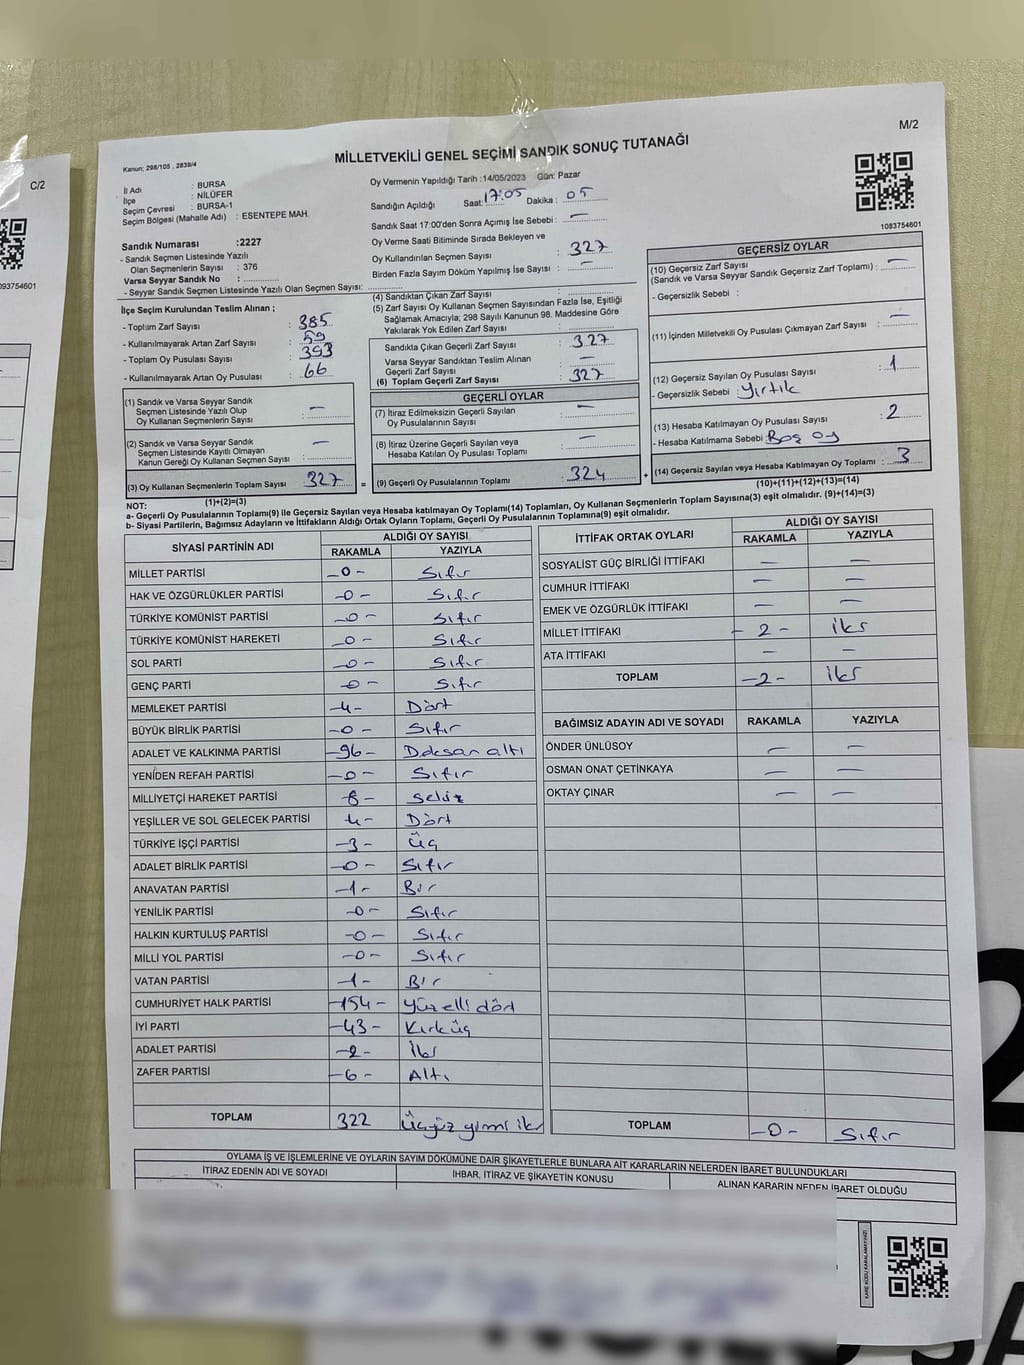 C/2
093754601
M/2
Kanun; 298/105 , 2839/4
MİLLETVEKİLİ GENEL SEÇİMİ SANDIK SONUÇ TUTANAĞI
İl Adı : BURSA
İlçe : NİLÜFER
Seçim Çevresi : BURSA-1
Seçim Bölgesi (Mahalle Adı) : ESENTEPE MAH.
Sandık Numarası :2227
- Sandık Seçmen Listesinde Yazılı
Olan Seçmenlerin Sayısı : 376
Varsa Seyyar Sandık No :
- Seyyar Sandık Seçmen Listesinde Yazılı Olan Seçmen Sayısı:
Oy Vermenin Yapıldığı Tarih :14/05/2023 Gün: Pazar
Sandığın Açıldığı Saat: 17:05 Dakika : 05
Sandık Saat 17:00'den Sonra Açımış İse Sebebi : —
Oy Verme Saati Bitiminde Sırada Bekleyen ve
Oy Kullandırılan Seçmen Sayısı : 327
Birden Fazla Sayım Döküm Yapılmış İse Sayısı : —
1083754601
İlçe Seçim Kurulundan Teslim Alınan ;
- Toplam Zarf Sayısı : 385
- Kullanılmayarak Artan Zarf Sayısı : 59
- Toplam Oy Pusulası Sayısı : 393
- Kullanılmayarak Artan Oy Pusulası : 66
(1) Sandık ve Varsa Seyyar Sandık
Seçmen Listesinde Yazılı Olup
Oy Kullanan Seçmenlerin Sayısı : —
(2) Sandık ve Varsa Seyyar Sandık
Seçmen Listesinde Kayıtlı Olmayan
Kanun Gereği Oy Kullanan Seçmen Sayısı : —
(3) Oy Kullanan Seçmenlerin Toplam Sayısı : 327
(1)+(2)=(3)
(4) Sandıktan Çıkan Zarf Sayısı :
(5) Zarf Sayısı Oy Kullanan Seçmen Sayısından Fazla İse, Eşitliği
Sağlamak Amacıyla; 298 Sayılı Kanunun 98. Maddesine Göre
Yakılarak Yok Edilen Zarf Sayısı :
Sandıkta Çıkan Geçerli Zarf Sayısı : 327
Varsa Seyyar Sandıktan Teslim Alınan
Geçerli Zarf Sayısı : —
(6) Toplam Geçerli Zarf Sayısı : 327
GEÇERLİ OYLAR
(7) İtiraz Edilmeksizin Geçerli Sayılan
Oy Pusulalarının Sayısı : —
(8) İtiraz Üzerine Geçerli Sayılan veya
Hesaba Katılan Oy Pusulası Toplamı : —
= (9) Geçerli Oy Pusulalarının Toplamı : 324 +
GEÇERSİZ OYLAR
(10) Geçersiz Zarf Sayısı
(Sandık ve Varsa Seyyar Sandık Geçersiz Zarf Toplamı) : —
- Geçersizlik Sebebi :
(11) İçinden Milletvekili Oy Pusulası Çıkmayan Zarf Sayısı : —
(12) Geçersiz Sayılan Oy Pusulası Sayısı : 1
- Geçersizlik Sebebi : Yırtık
(13) Hesaba Katılmayan Oy Pusulası Sayısı : 2
- Hesaba Katılmama Sebebi : Boş oy
(14) Geçersiz Sayılan veya Hesaba Katılmayan Oy Toplamı : 3
(10)+(11)+(12)+(13)=(14)
NOT:
a- Geçerli Oy Pusulalarının Toplamı(9) ile Geçersiz Sayılan veya Hesaba katılmayan Oy Toplamı(14) Toplamları, Oy Kullanan Seçmenlerin Toplam Sayısına(3) eşit olmalıdır. (9)+(14)=(3)
b- Siyasi Partilerin, Bağımsız Adayların ve İttifakların Aldığı Ortak Oyların Toplamı, Geçerli Oy Pusulalarının Toplamına(9) eşit olmalıdır.
SİYASİ PARTİNİN ADI ALDIĞI OY SAYISI
RAKAMLA YAZIYLA
MİLLET PARTİSİ -0- Sıfır
HAK VE ÖZGÜRLÜKLER PARTİSİ -0- Sıfır
TÜRKİYE KOMÜNİST PARTİSİ -0- Sıfır
TÜRKİYE KOMÜNİST HAREKETİ -0- Sıfır
SOL PARTİ -0- Sıfır
GENÇ PARTİ -0- Sıfır
MEMLEKET PARTİSİ -4- Dört
BÜYÜK BİRLİK PARTİSİ -0- Sıfır
ADALET VE KALKINMA PARTİSİ -96- Doksan altı
YENİDEN REFAH PARTİSİ -0- Sıfır
MİLLİYETÇİ HAREKET PARTİSİ -8- Sekiz
YEŞİLLER VE SOL GELECEK PARTİSİ -4- Dört
TÜRKİYE İŞÇİ PARTİSİ -3- Üç
ADALET BİRLİK PARTİSİ -0- Sıfır
ANAVATAN PARTİSİ -1- Bir
YENİLİK PARTİSİ -0- Sıfır
HALKIN KURTULUŞ PARTİSİ -0- Sıfır
MİLLİ YOL PARTİSİ -0- Sıfır
VATAN PARTİSİ -1- Bir
CUMHURİYET HALK PARTİSİ -154- Yüz elli dört
İYİ PARTİ -43- Kırküç
ADALET PARTİSİ -2- İki
ZAFER PARTİSİ -6- Altı
TOPLAM 322 Üçyüz yirmi iki
İTTİFAK ORTAK OYLARI ALDIĞI OY SAYISI
RAKAMLA YAZIYLA
SOSYALİST GÜÇ BİRLİĞİ İTTİFAKI — —
CUMHUR İTTİFAKI — —
EMEK VE ÖZGÜRLÜK İTTİFAKI — —
MİLLET İTTİFAKI - 2 - İki
ATA İTTİFAKI — —
TOPLAM -2- İki
BAĞIMSIZ ADAYIN ADI VE SOYADI RAKAMLA YAZIYLA
ÖNDER ÜNLÜSOY — —
OSMAN ONAT ÇETİNKAYA — —
OKTAY ÇINAR — —
TOPLAM -0- Sıfır
OYLAMA İŞ VE İŞLEMLERİNE VE OYLARIN SAYIM DÖKÜMÜNE DAİR ŞİKAYETLERLE BUNLARA AİT KARARLARIN NELERDEN İBARET BULUNDUKLARI
İTİRAZ EDENİN ADI VE SOYADI İHBAR, İTİRAZ VE ŞİKAYETİN KONUSU ALINAN KARARIN NEDEN İBARET OLDUĞU
KARE KODU KARALAMAYINIZ!
2